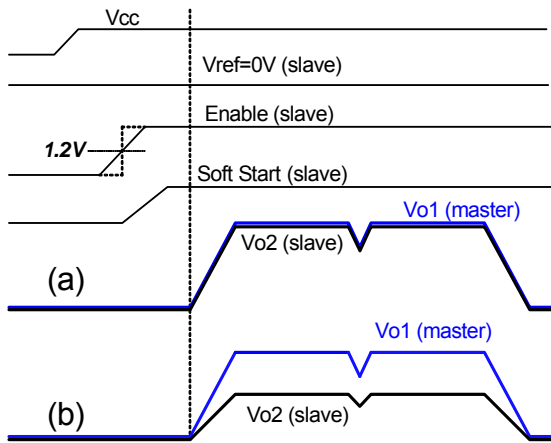 Vcc
Vref=0V (slave)
Enable (slave)
1.2V
Soft Start (slave)
Vo1 (master)
Vo2 (slave)
(a)
Vo1 (master)
(b)
Vo2 (slave)